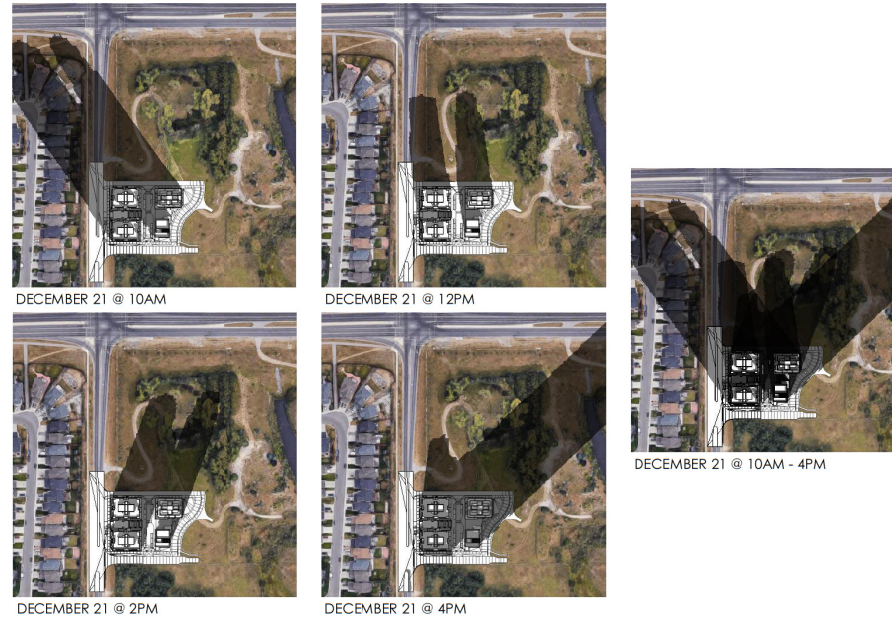 DECEMBER 21 @ 10AM
DECEMBER 21 @ 12PM
DECEMBER 21 @ 10AM - 4PM
DECEMBER 21 @ 2PM
DECEMBER 21 @ 4PM